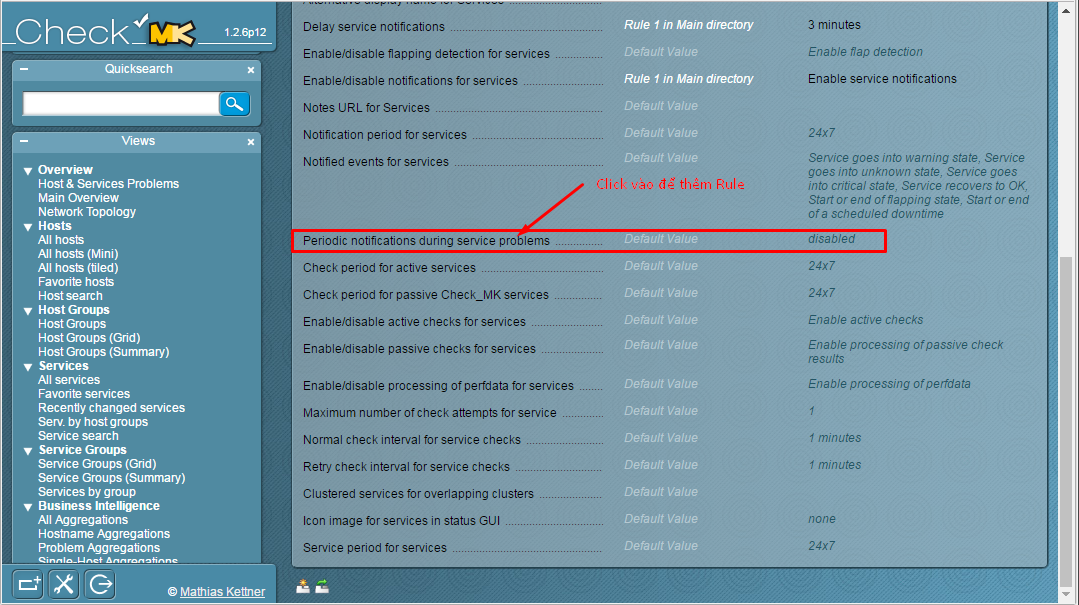 Check MK 1.2.6p12
Quicksearch
Views
Overview
Host & Services Problems
Main Overview
Network Topology
Hosts
All hosts
All hosts (Mini)
All hosts (tiled)
Favorite hosts
Host search
Host Groups
Host Groups
Host Groups (Grid)
Host Groups (Summary)
Services
All services
Favorite services
Recently changed services
Serv. by host groups
Service search
Service Groups
Service Groups (Grid)
Service Groups (Summary)
Services by group
Business Intelligence
All Aggregations
Hostname Aggregations
Problem Aggregations
Single-Host Aggregations
© Mathias Kettner
Alternative display name for Services
Delay service notifications Rule 1 in Main directory 3 minutes
Enable/disable flapping detection for services Default Value Enable flap detection
Enable/disable notifications for services Rule 1 in Main directory Enable service notifications
Notes URL for Services Default Value
Notification period for services Default Value 24x7
Notified events for services Default Value Service goes into warning state, Service
goes into unknown state, Service goes
into critical state, Service recovers to OK,
Start or end of flapping state, Start or end
of a scheduled downtime
Click vào để thêm Rule
Periodic notifications during service problems Default Value disabled
Check period for active services Default Value 24x7
Check period for passive Check_MK services Default Value 24x7
Enable/disable active checks for services Default Value Enable active checks
Enable/disable passive checks for services Default Value Enable processing of passive check
results
Enable/disable processing of perfdata for services Default Value Enable processing of perfdata
Maximum number of check attempts for service Default Value 1
Normal check interval for service checks Default Value 1 minutes
Retry check interval for service checks Default Value 1 minutes
Clustered services for overlapping clusters Default Value
Icon image for services in status GUI Default Value none
Service period for services Default Value 24x7